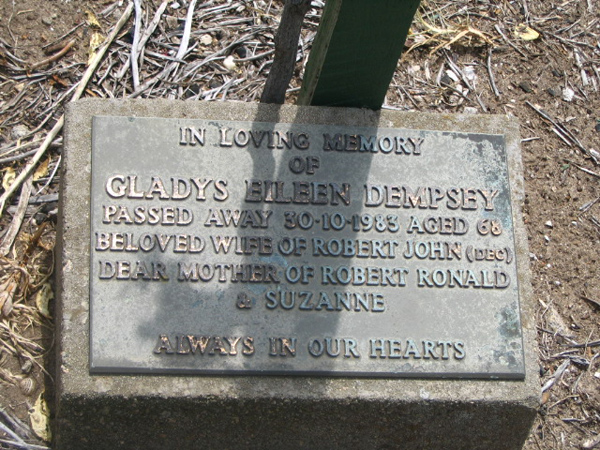 IN LOVING MEMORY
OF
GLADYS EILEEN DEMPSEY
PASSED AWAY 30-10-1983 AGED 68
BELOVED WIFE OF ROBERT JOHN (DEC)
DEAR MOTHER OF ROBERT RONALD
& SUZANNE
ALWAYS IN OUR HEARTS